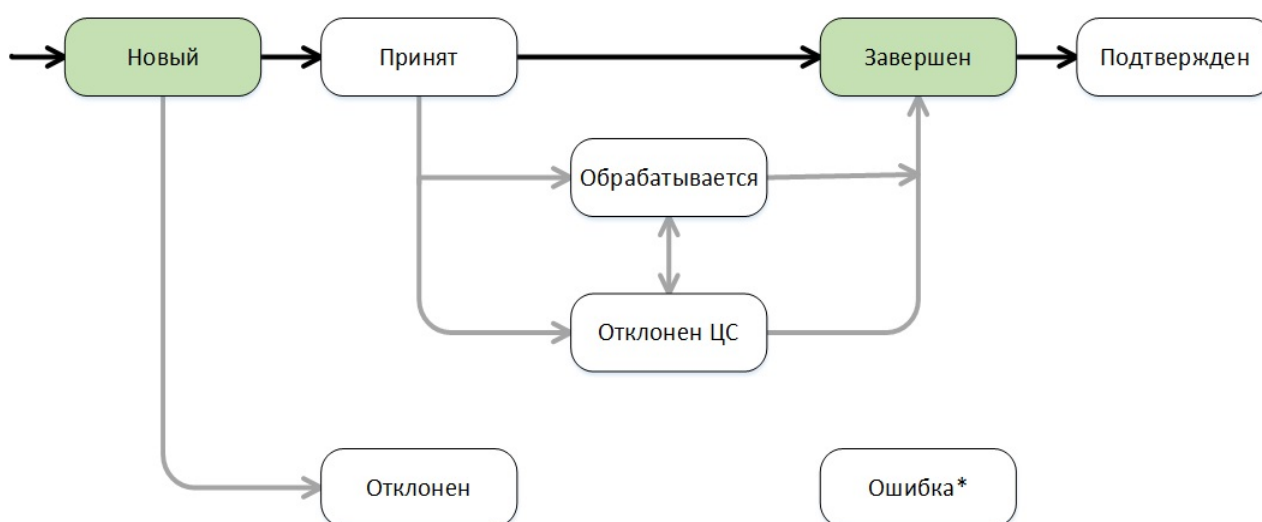 Новый
Принят
Завершен
Подтвержден
Обрабатывается
Отклонен ЦС
Отклонен
Ошибка*